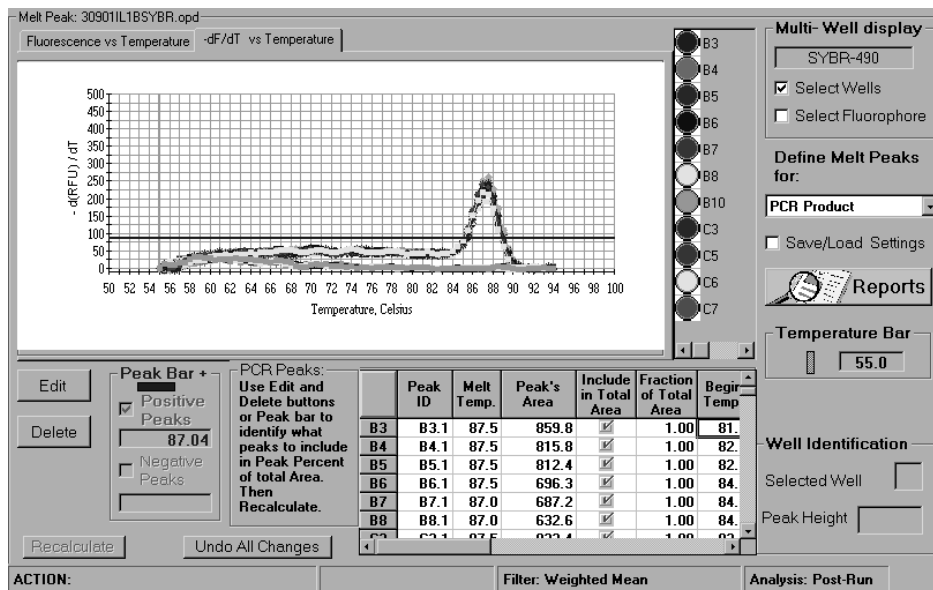 Melt Peak: 30901IL1BSYBR.opd
Fluorescence vs Temperature
-dF/dT vs Temperature
- d(RFU) / dT
500
450
400
350
300
250
200
150
100
50
0
50 52 54 56 58 60 62 64 66 68 70 72 74 76 78 80 82 84 86 88 90 92 94 96 98 100
Temperature, Celsius
B3
B4
B5
B6
B7
B8
B10
C3
C5
C6
C7
Multi- Well display
SYBR-490
Select Wells
Select Fluorophore
Define Melt Peaks
for:
PCR Product
Save/Load Settings
Reports
Temperature Bar
55.0
Edit
Delete
Peak Bar +
Positive
Peaks
87.04
Negative
Peaks
PCR Peaks:
Use Edit and
Delete buttons
or Peak bar to
identify what
peaks to include
in Peak Percent
of total Area.
Then
Recalculate.
Peak ID Melt Temp. Peak's Area Include in Total Area Fraction of Total Area Begin Temp
B3 B3.1 87.5 859.8 1.00 81.
B4 B4.1 87.5 815.8 1.00 82.
B5 B5.1 87.5 812.4 1.00 82.
B6 B6.1 87.5 696.3 1.00 84.
B7 B7.1 87.0 687.2 1.00 84.
B8 B8.1 87.0 632.6 1.00 84.
Well Identification
Selected Well
Peak Height
Recalculate
Undo All Changes
ACTION:
Filter: Weighted Mean
Analysis: Post-Run